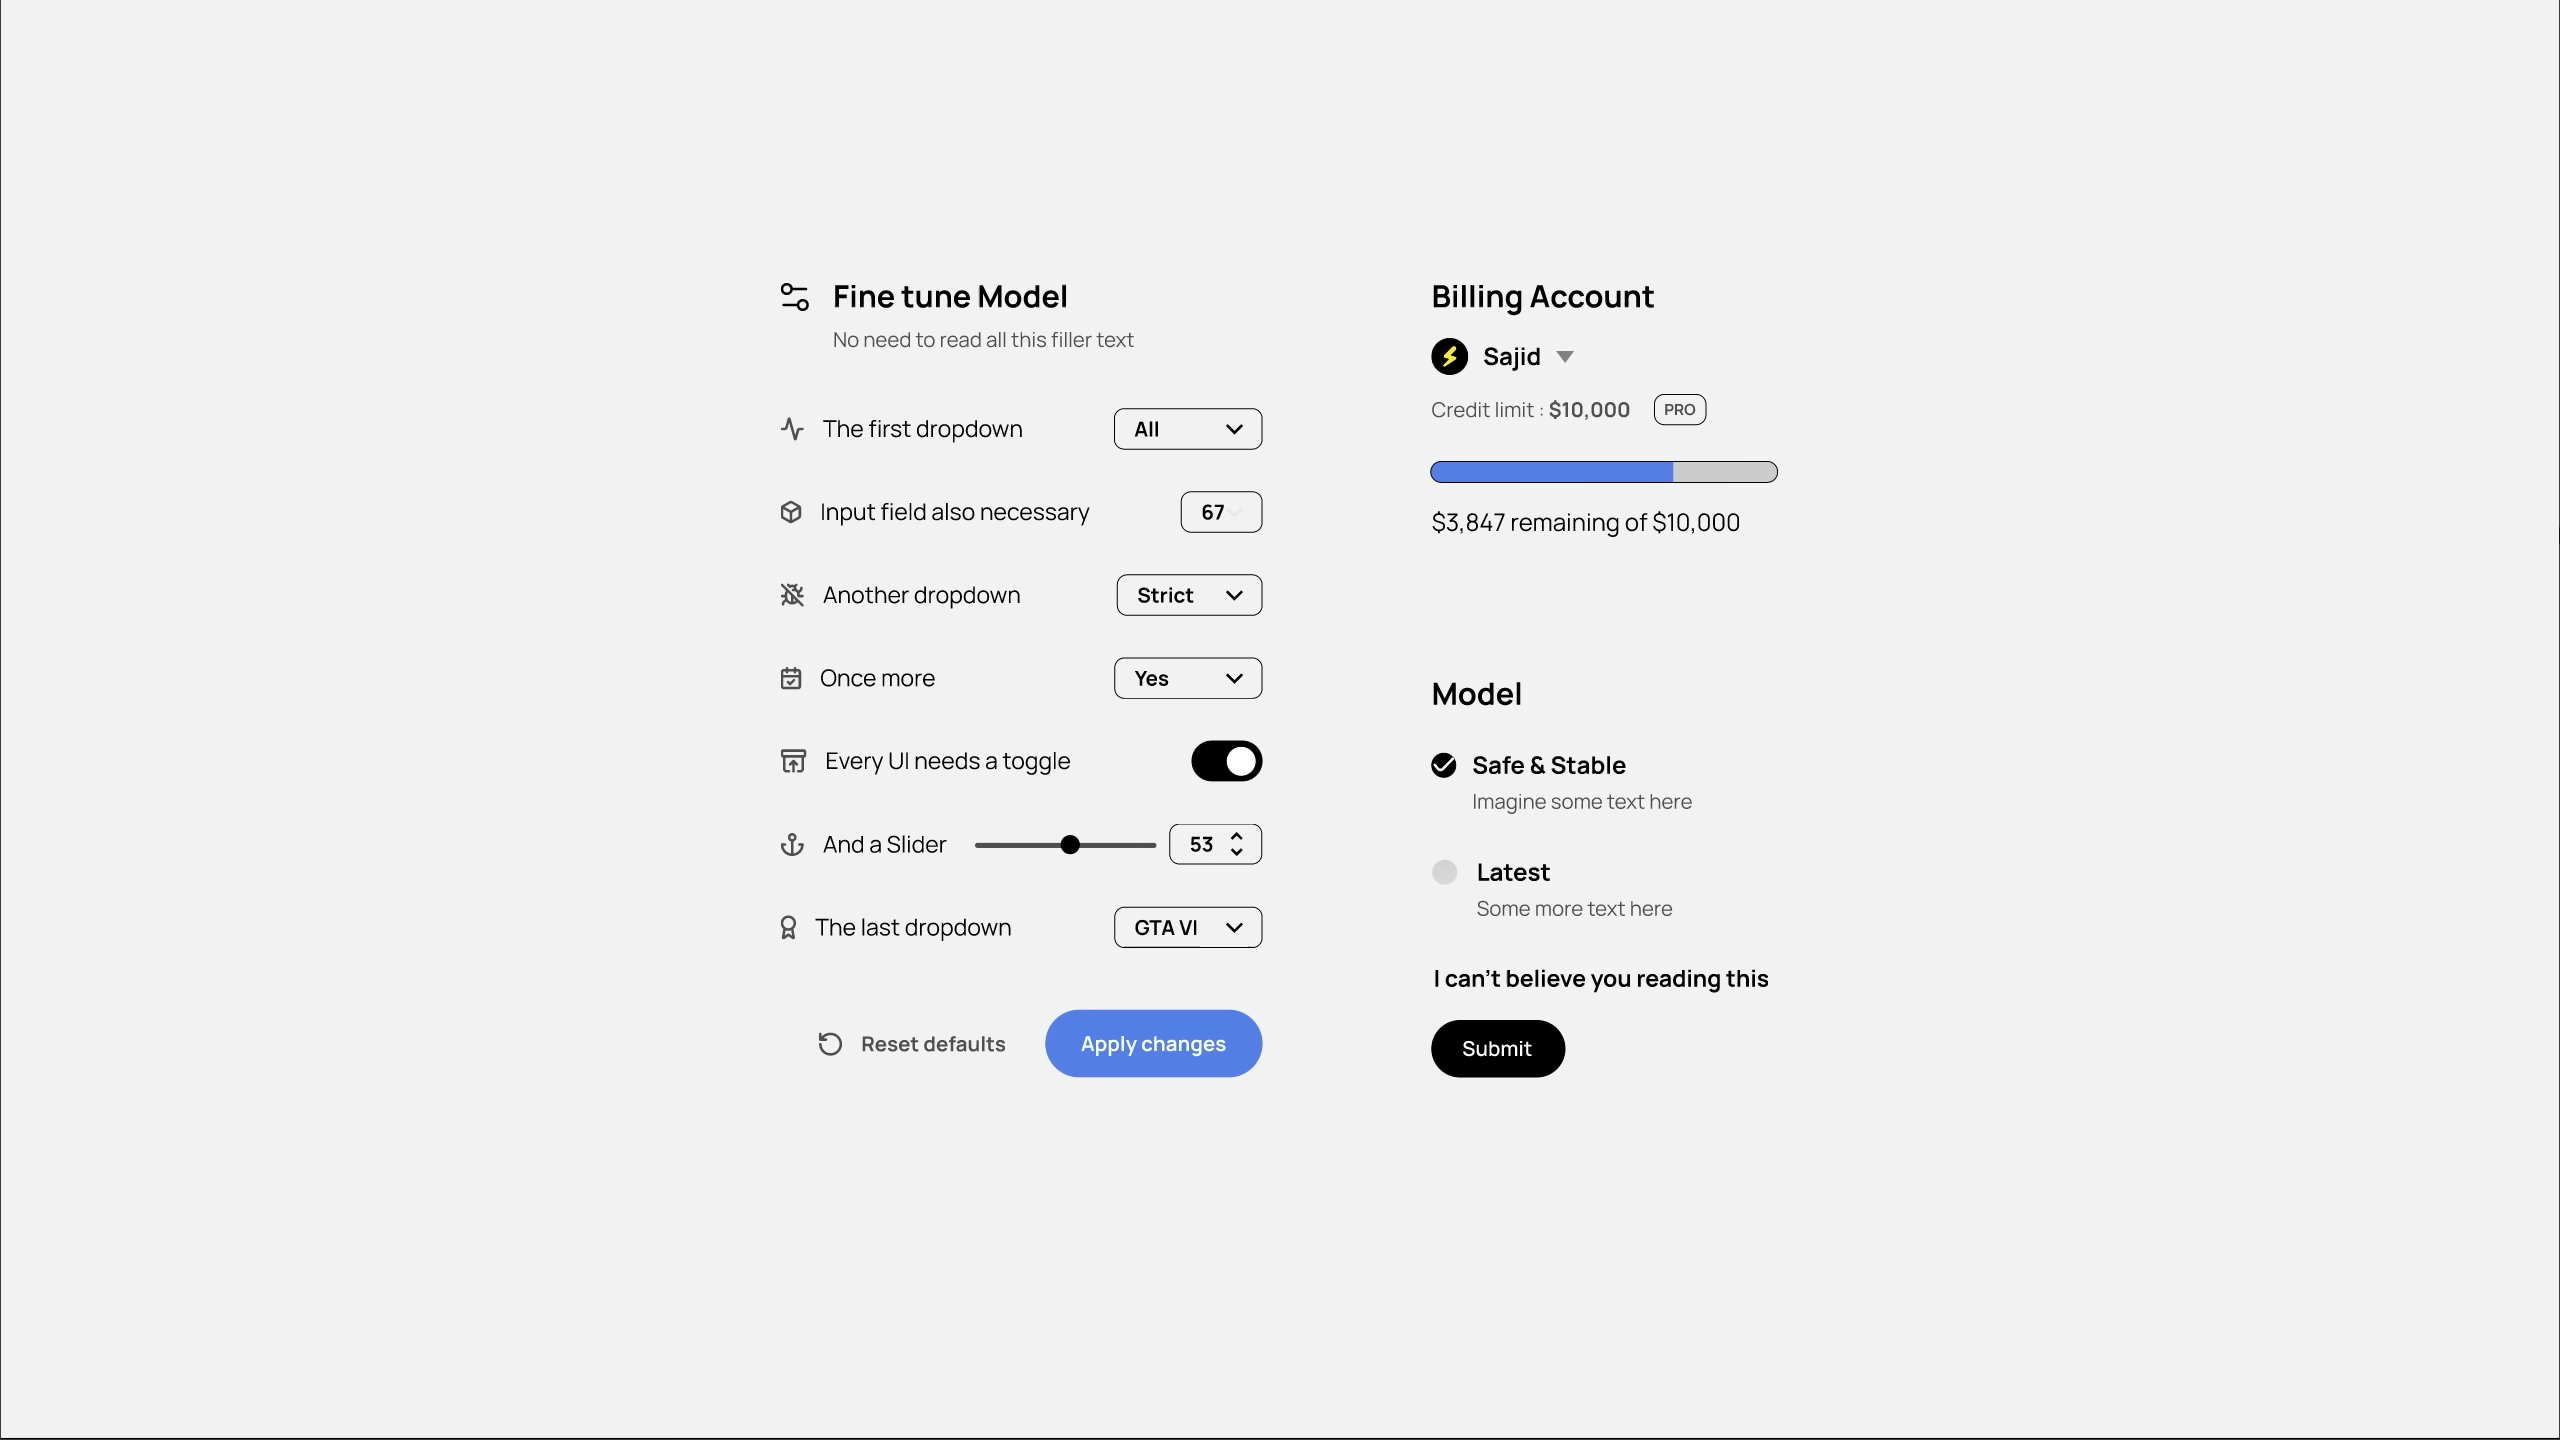 Fine tune Model
No need to read all this filler text
The first dropdown All
Input field also necessary 67
Another dropdown Strict
Once more Yes
Every UI needs a toggle
And a Slider 53
The last dropdown GTA VI
Reset defaults Apply changes
Billing Account
Sajid
Credit limit : $10,000 PRO
$3,847 remaining of $10,000
Model
Safe & Stable
Imagine some text here
Latest
Some more text here
I can’t believe you reading this
Submit